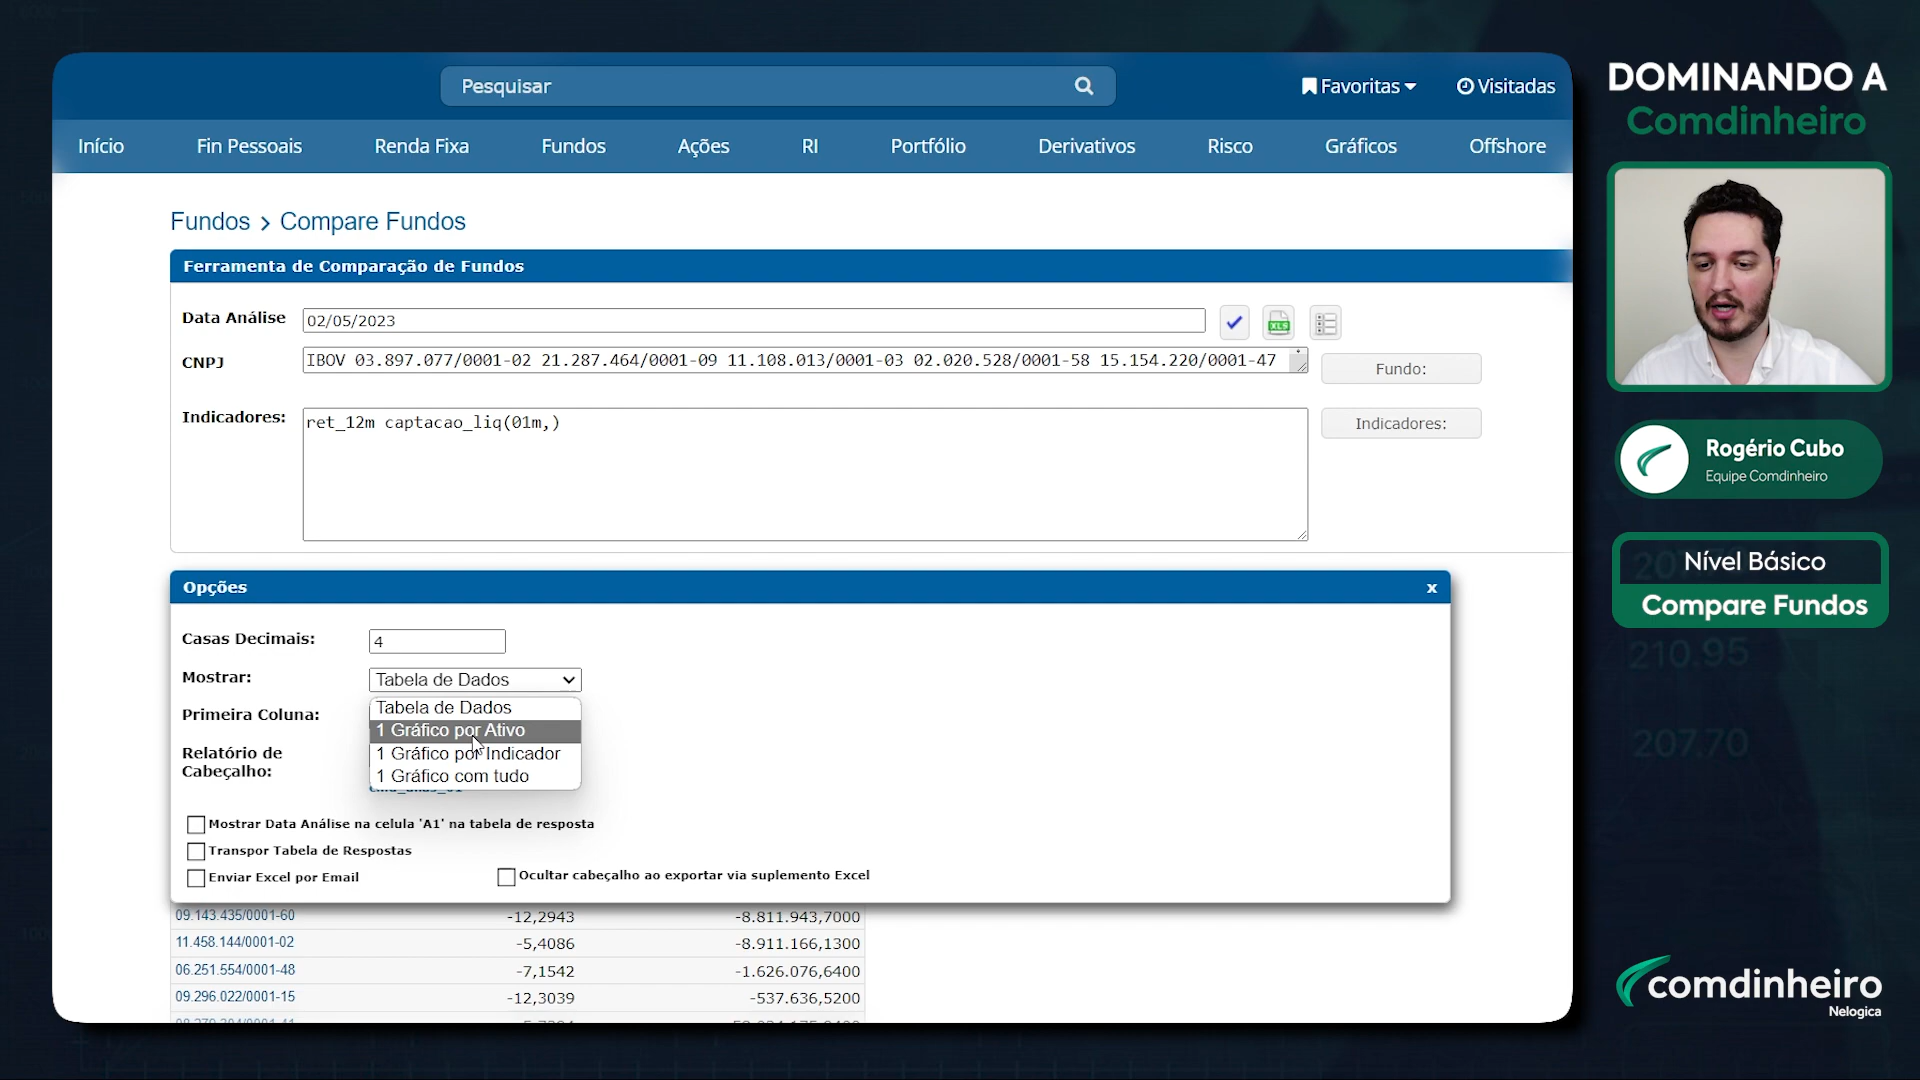 Pesquisar
Favoritas
Visitadas
Início
Fin Pessoais
Renda Fixa
Fundos
Ações
RI
Portfólio
Derivativos
Risco
Gráficos
Offshore
Fundos > Compare Fundos
Ferramenta de Comparação de Fundos
Data Análise
02/05/2023
XLS
CNPJ
IBOV 03.897.077/0001-02 21.287.464/0001-09 11.108.013/0001-03 02.020.528/0001-58 15.154.220/0001-47
Fundo:
Indicadores:
ret_12m captacao_liq(01m,)
Indicadores:
Opções
x
Casas Decimais:
4
Mostrar:
Tabela de Dados
Tabela de Dados
1 Gráfico por Ativo
1 Gráfico por Indicador
1 Gráfico com tudo
Primeira Coluna:
Relatório de
Cabeçalho:
Mostrar Data Análise na celula 'A1' na tabela de resposta
Transpor Tabela de Respostas
Enviar Excel por Email
Ocultar cabeçalho ao exportar via suplemento Excel
09.143.435/0001-60 -12,2943 -8.811.943,7000
11.458.144/0001-02 -5,4086 -8.911.166,1300
06.251.554/0001-48 -7,1542 -1.626.076,6400
09.296.022/0001-15 -12,3039 -537.636,5200
DOMINANDO A
Comdinheiro
Rogério Cubo
Equipe Comdinheiro
Nível Básico
Compare Fundos
210.95
207.70
comdinheiro
Nelogica